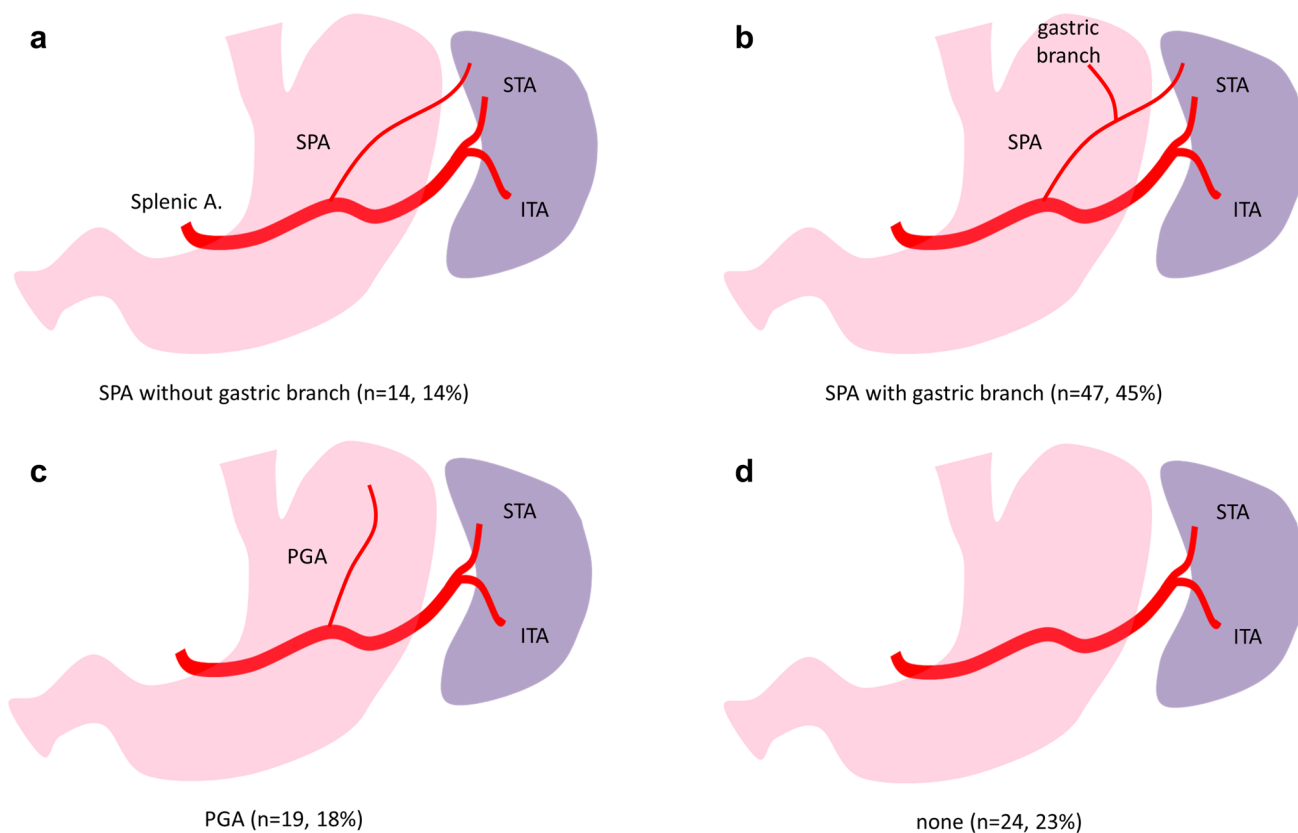 a
SPA
STA
Splenic A.
ITA
SPA without gastric branch (n=14, 14%)
b
gastric
branch
STA
SPA
ITA
SPA with gastric branch (n=47, 45%)
c
STA
PGA
ITA
PGA (n=19, 18%)
d
STA
ITA
none (n=24, 23%)